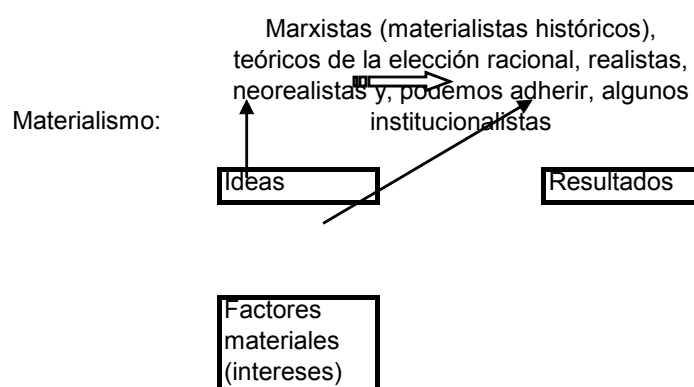 Marxistas (materialistas históricos),
teóricos de la elección racional, realistas,
neorealistas y, podemos adherir, algunos
Materialismo: institucionalistas
Ideas
Resultados
Factores
materiales
(intereses)